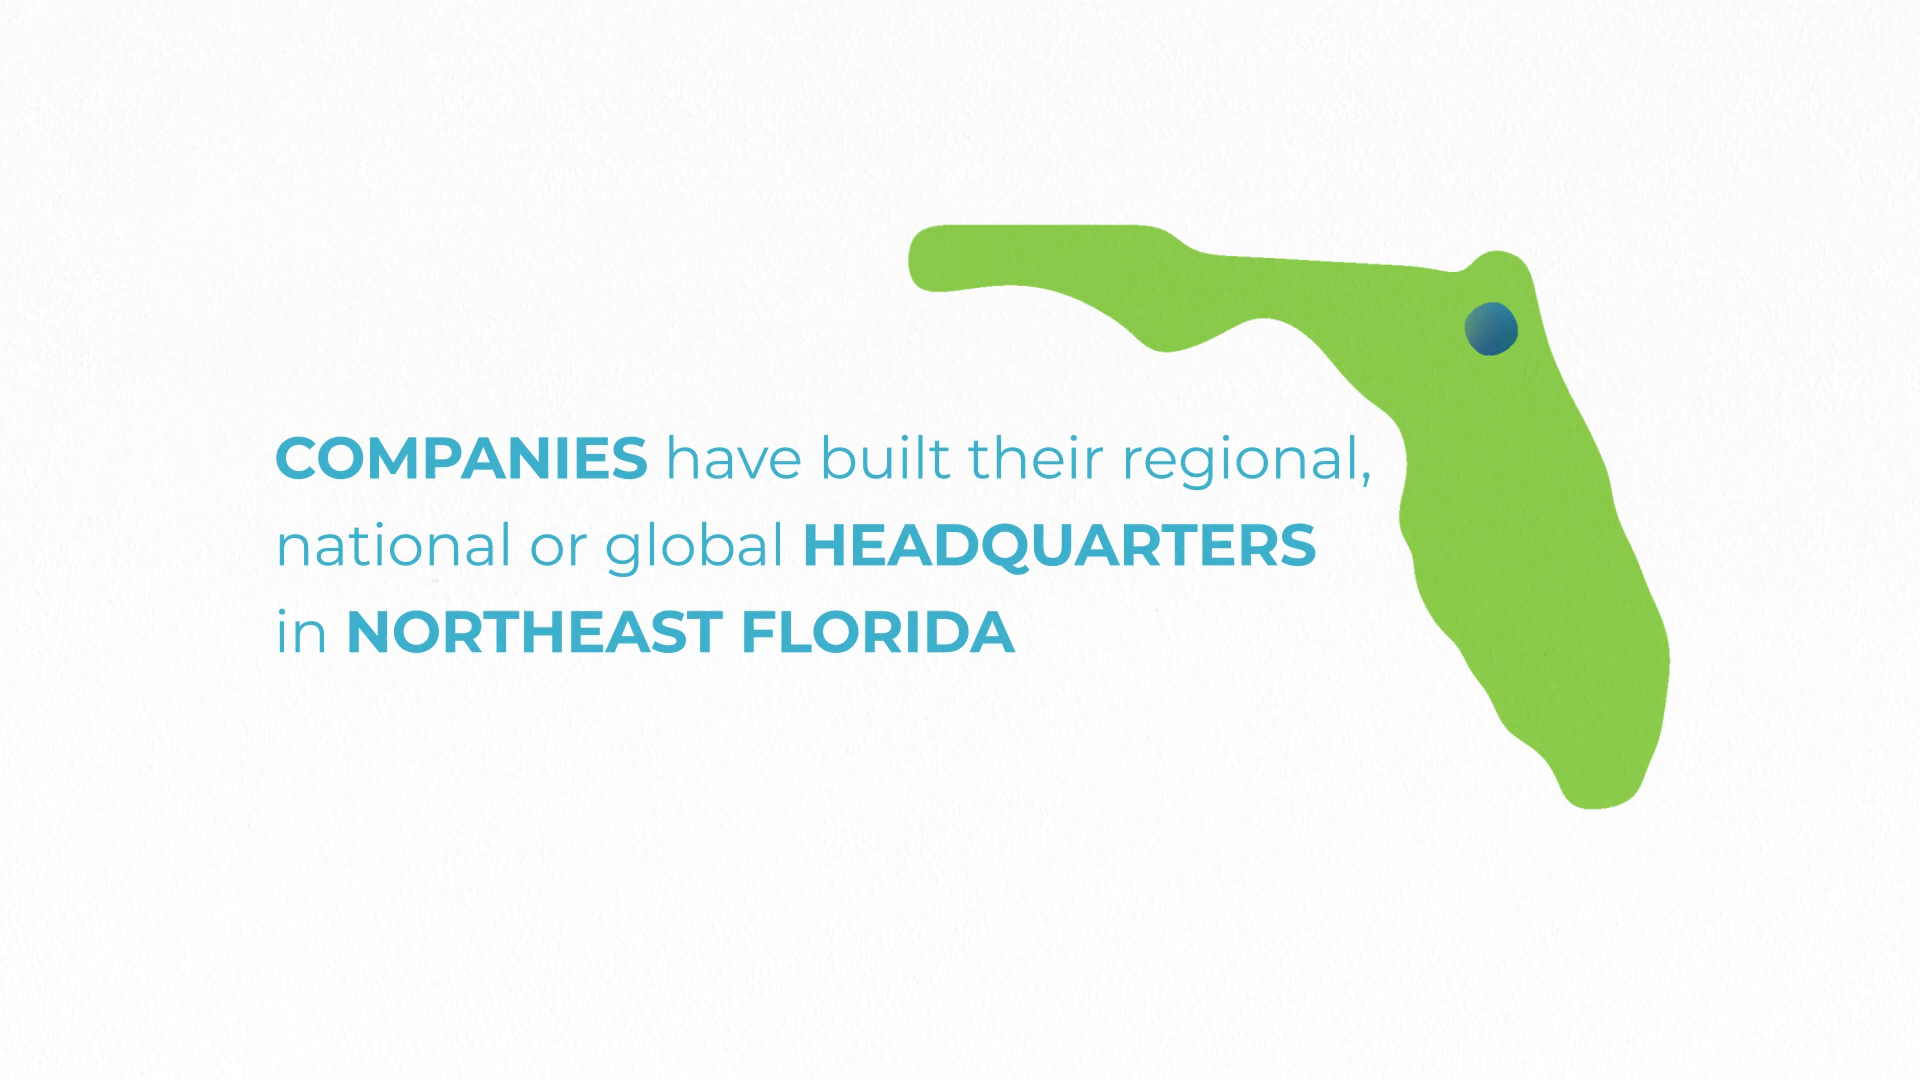 COMPANIES have built their regional,
national or global HEADQUARTERS
in NORTHEAST FLORIDA